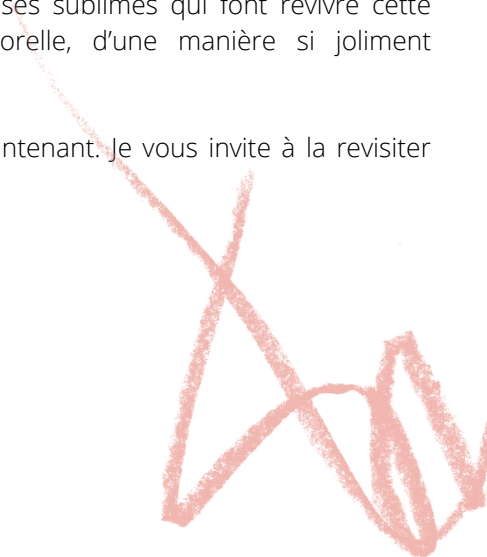 ses sublimes qui font revivre cette
orelle, d'une manière si joliment
ntenant. Je vous invite à la revisiter